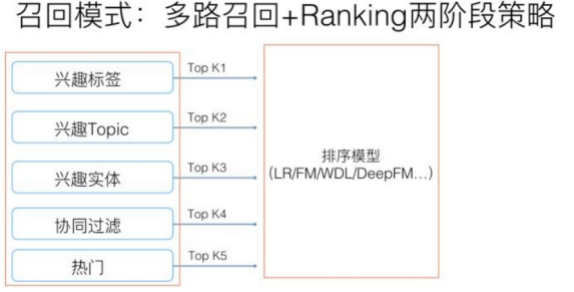 召回模式：多路召回+Ranking两阶段策略
兴趣标签
Top K1
兴趣Topic
Top K2
兴趣实体
Top K3
协同过滤
Top K4
热门
Top K5
排序模型
(LR/FM/WDL/DeepFM...)